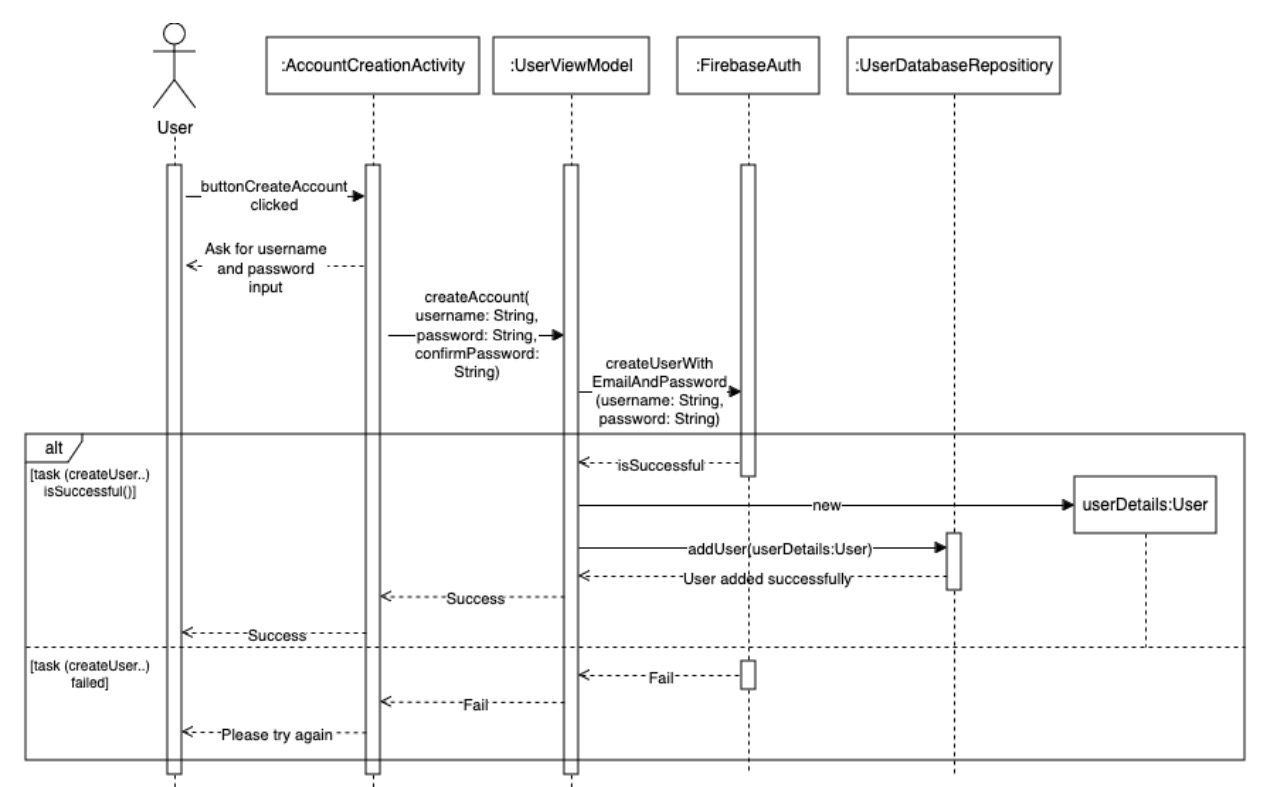 :AccountCreationActivity
:UserViewModel
:FirebaseAuth
:UserDatabaseRepositiory
User
buttonCreateAccount
clicked
Ask for username
and password
input
createAccount(
username: String,
password: String,
confirmPassword:
String)
createUserWith
EmailAndPassword
(username: String,
password: String)
alt
[task (createUser..)
isSuccessful()]
isSuccessful
new
userDetails:User
addUser(userDetails:User)
User added successfully
Success
Success
[task (createUser..)
failed]
Fail
Fail
Please try again